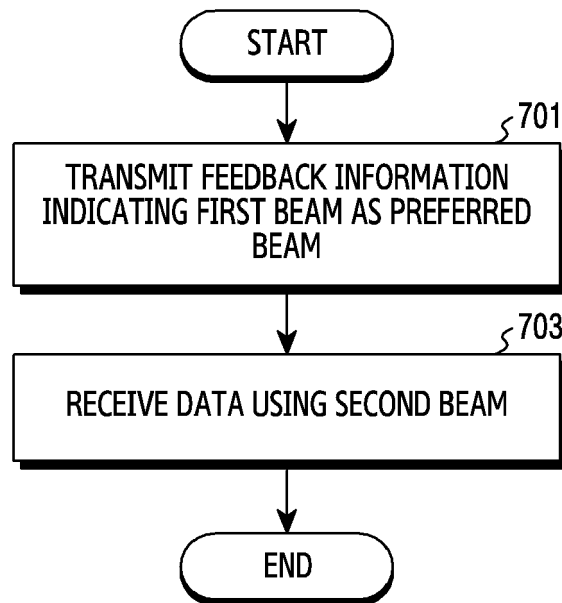 START
701
TRANSMIT FEEDBACK INFORMATION
INDICATING FIRST BEAM AS PREFERRED
BEAM
703
RECEIVE DATA USING SECOND BEAM
END